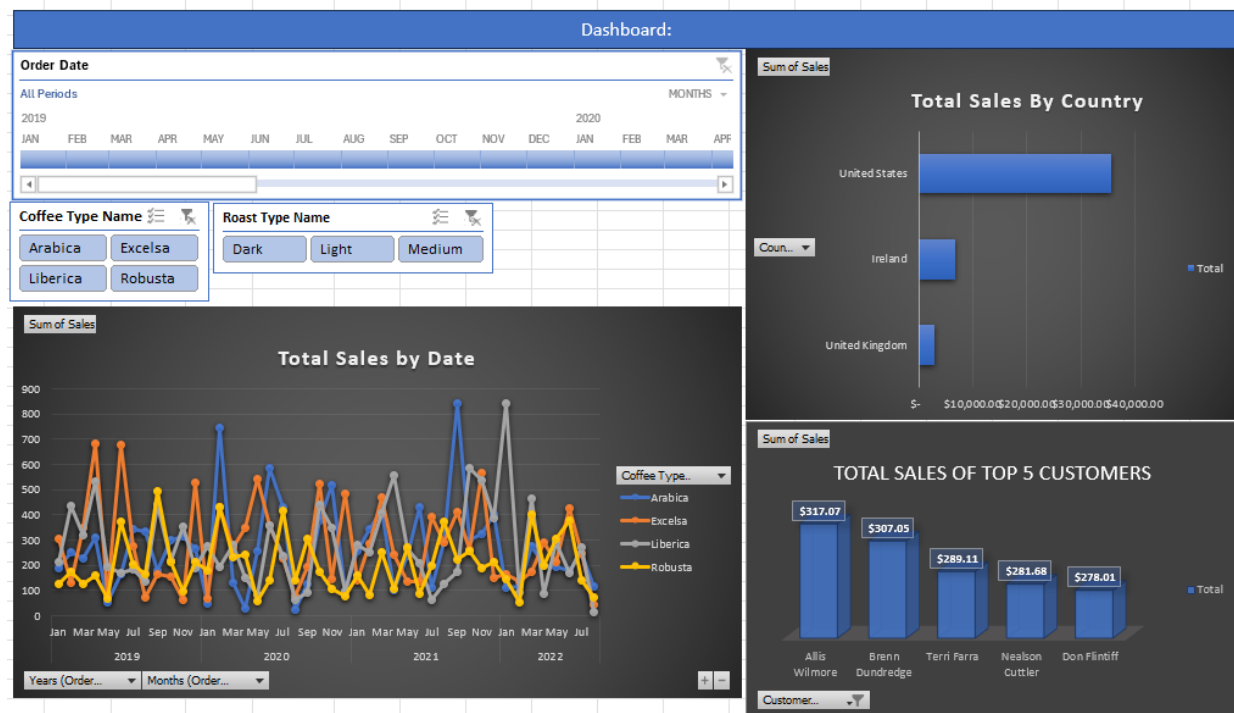 Dashboard:
Order Date
All Periods
MONTHS
2019 2020
JAN FEB MAR APR MAY JUN JUL AUG SEP OCT NOV DEC JAN FEB MAR APR
Coffee Type Name
Arabica Excelsa
Liberica Robusta
Roast Type Name
Dark Light Medium
Sum of Sales
Total Sales by Date
900
800
700
600
500
400
300
200
100
0
Jan Mar May Jul Sep Nov Jan Mar May Jul Sep Nov Jan Mar May Jul Sep Nov Jan Mar May Jul
2019 2020 2021 2022
Coffee Type..
Arabica
Excelsa
Liberica
Robusta
Years (Order... Months (Order...
+ −
Sum of Sales
Total Sales By Country
United States
Ireland
United Kingdom
Coun...
Total
$- $10,000.00 $20,000.00 $30,000.00 $40,000.00
Sum of Sales
TOTAL SALES OF TOP 5 CUSTOMERS
$317.07
$307.05
$289.11
$281.68
$278.01
Total
Allis Wilmore
Brenn Dundredge
Terri Farra
Nealson Cuttler
Don Flintiff
Customer...